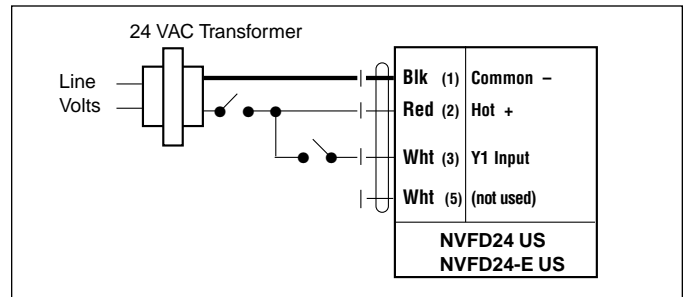 24 VAC Transformer
Line
Volts
Blk (1) Common –
Red (2) Hot +
Wht (3) Y1 Input
Wht (5) (not used)
NVFD24 US
NVFD24-E US